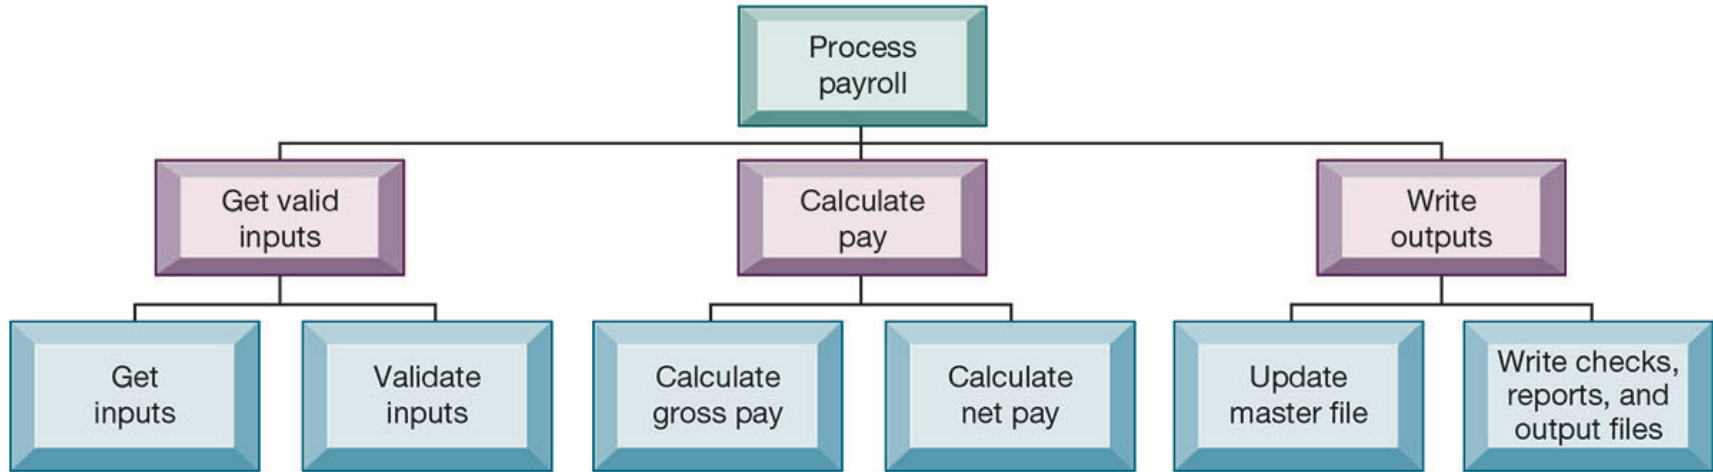 Process
payroll
Get valid
inputs
Calculate
pay
Write
outputs
Get
inputs
Validate
inputs
Calculate
gross pay
Calculate
net pay
Update
master file
Write checks,
reports, and
output files